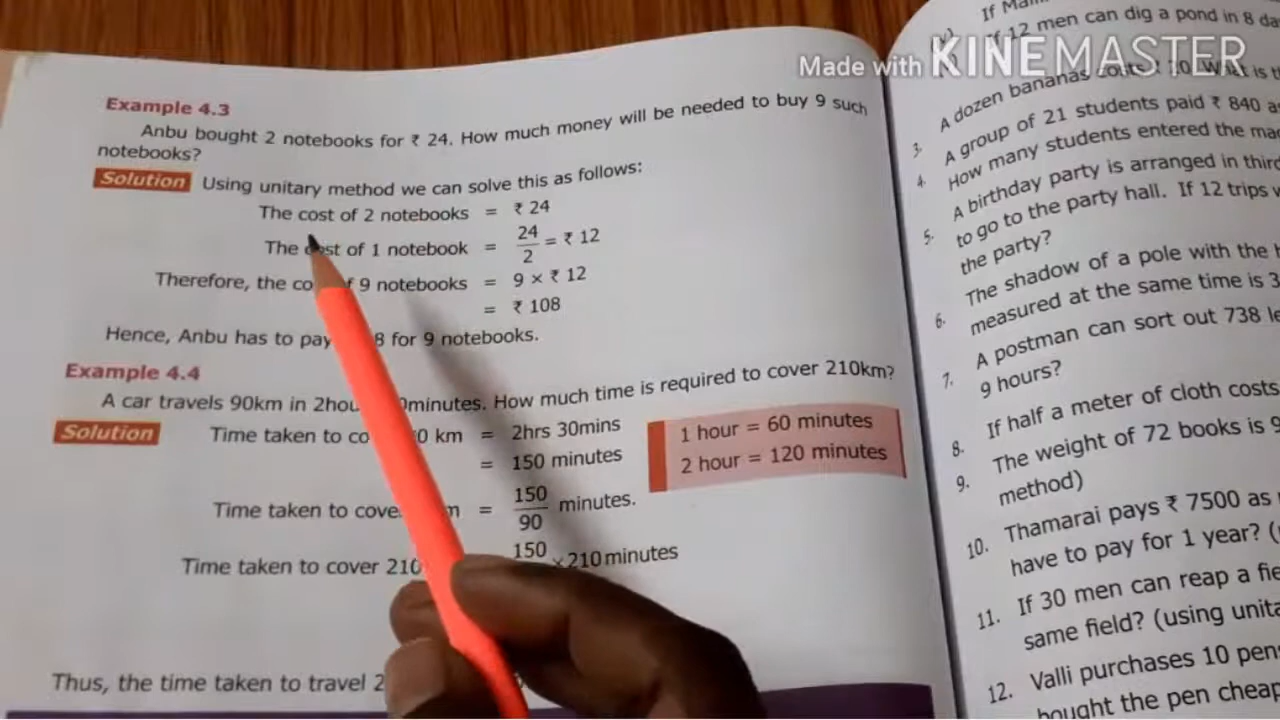 Made with KINEMASTER
Example 4.3
Anbu bought 2 notebooks for ₹ 24. How much money will be needed to buy 9 such
notebooks?
Solution Using unitary method we can solve this as follows:
The cost of 2 notebooks = ₹ 24
The cost of 1 notebook = 24/2 = ₹ 12
Therefore, the of 9 notebooks = 9 × ₹ 12
= ₹ 108
Hence, Anbu has to pay 8 for 9 notebooks.
Example 4.4
A car travels 90km in minutes. How much time is required to cover 210km?
Solution Time taken to km = 2hrs 30mins
= 150 minutes
1 hour = 60 minutes
2 hour = 120 minutes
Time taken to = 150/90 minutes.
Time taken to cover 210 150 × 210 minutes
Thus, the time taken to travel
If
12 men can dig a pond in 8
A dozen bananas is
3. A group of 21 students paid ₹ 840
4. How many students entered the
A birthday party is arranged in third
5. to go to the party hall. If 12 trips
the party?
The shadow of a pole with the
6. measured at the same time is 3
7. A postman can sort out 738
9 hours?
8. If half a meter of cloth costs
9. The weight of 72 books is 9
method)
10. Thamarai pays ₹ 7500 as
have to pay for 1 year? (
11. If 30 men can reap a
same field? (using
12. Valli purchases 10
bought the pen